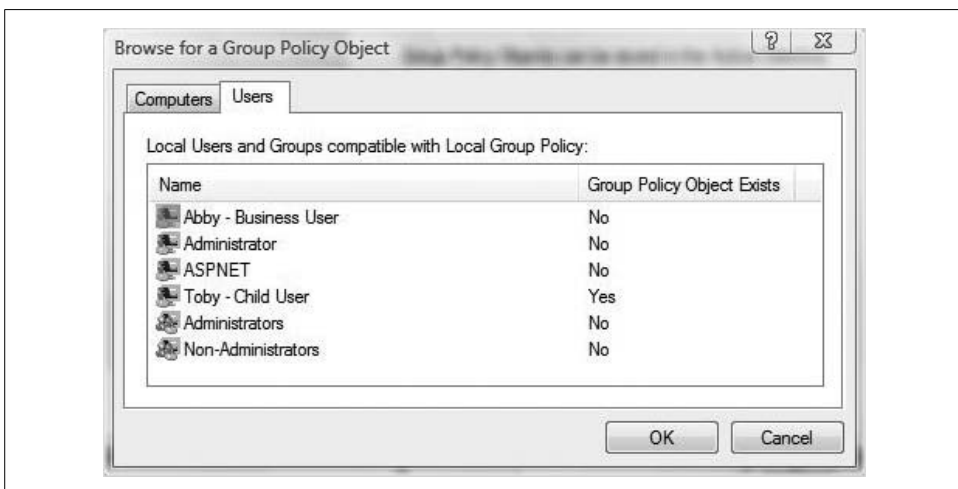 Browse for a Group Policy Object
Computers
Users
Local Users and Groups compatible with Local Group Policy:
Name Group Policy Object Exists
Abby - Business User No
Administrator No
ASPNET No
Toby - Child User Yes
Administrators No
Non-Administrators No
OK Cancel